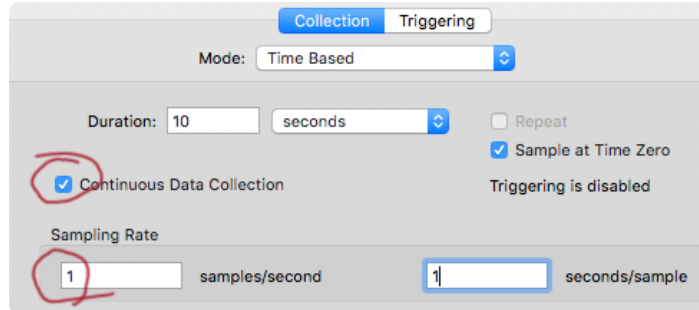 Collection Triggering
Mode: Time Based
Duration: 10 seconds Repeat
Sample at Time Zero
Continuous Data Collection Triggering is disabled
Sampling Rate
1 samples/second 1 seconds/sample